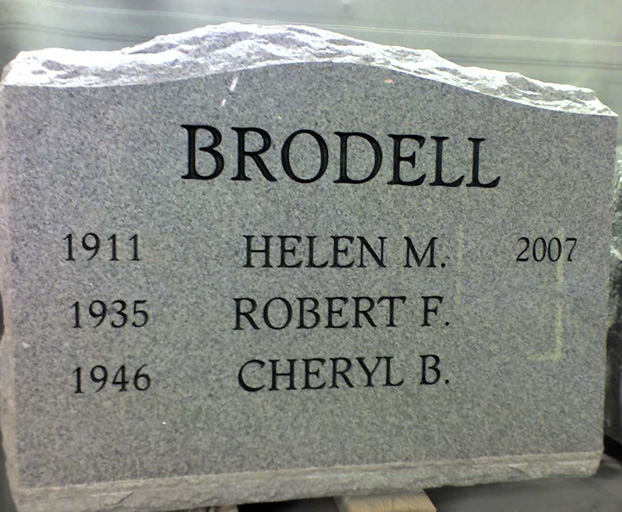 BRODELL
1911 HELEN M. 2007
1935 ROBERT F.
1946 CHERYL B.